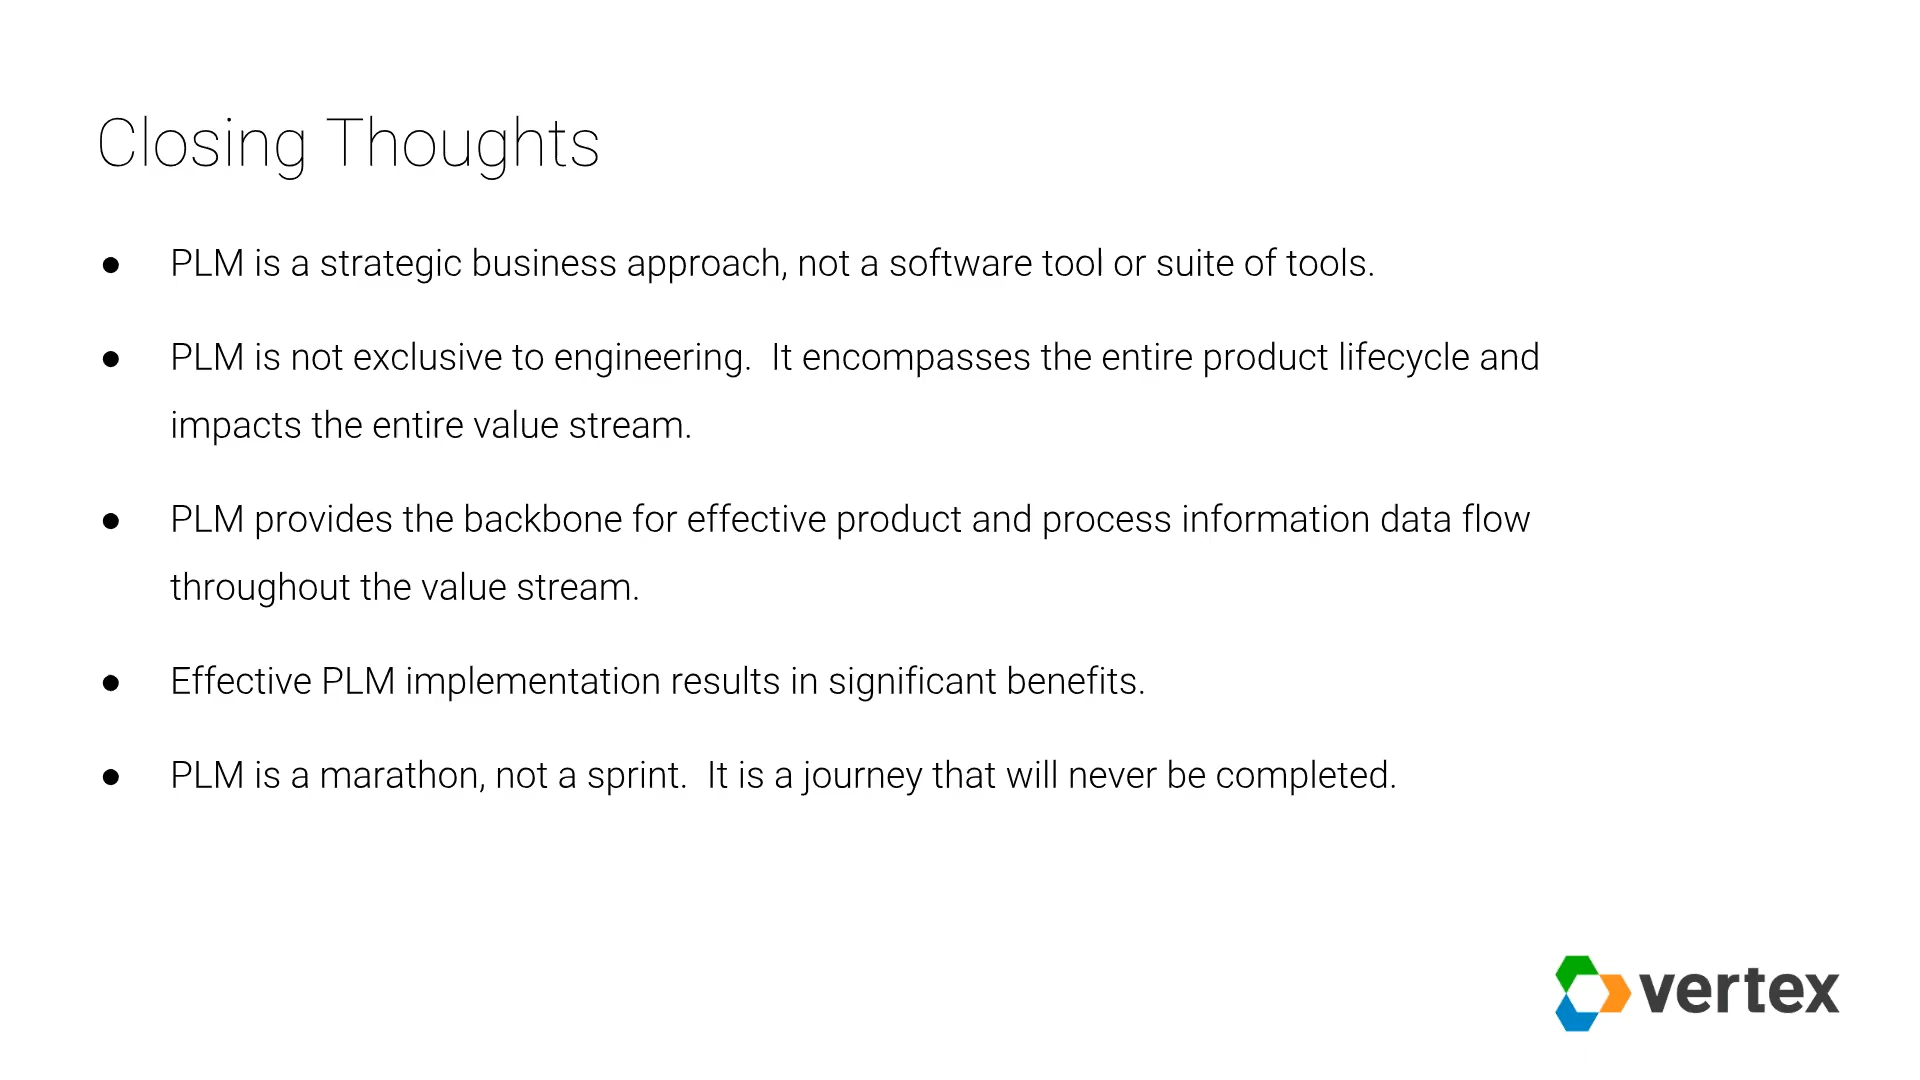 Closing Thoughts
● PLM is a strategic business approach, not a software tool or suite of tools.
● PLM is not exclusive to engineering.  It encompasses the entire product lifecycle and
impacts the entire value stream.
● PLM provides the backbone for effective product and process information data flow
throughout the value stream.
● Effective PLM implementation results in significant benefits.
● PLM is a marathon, not a sprint.  It is a journey that will never be completed.
vertex